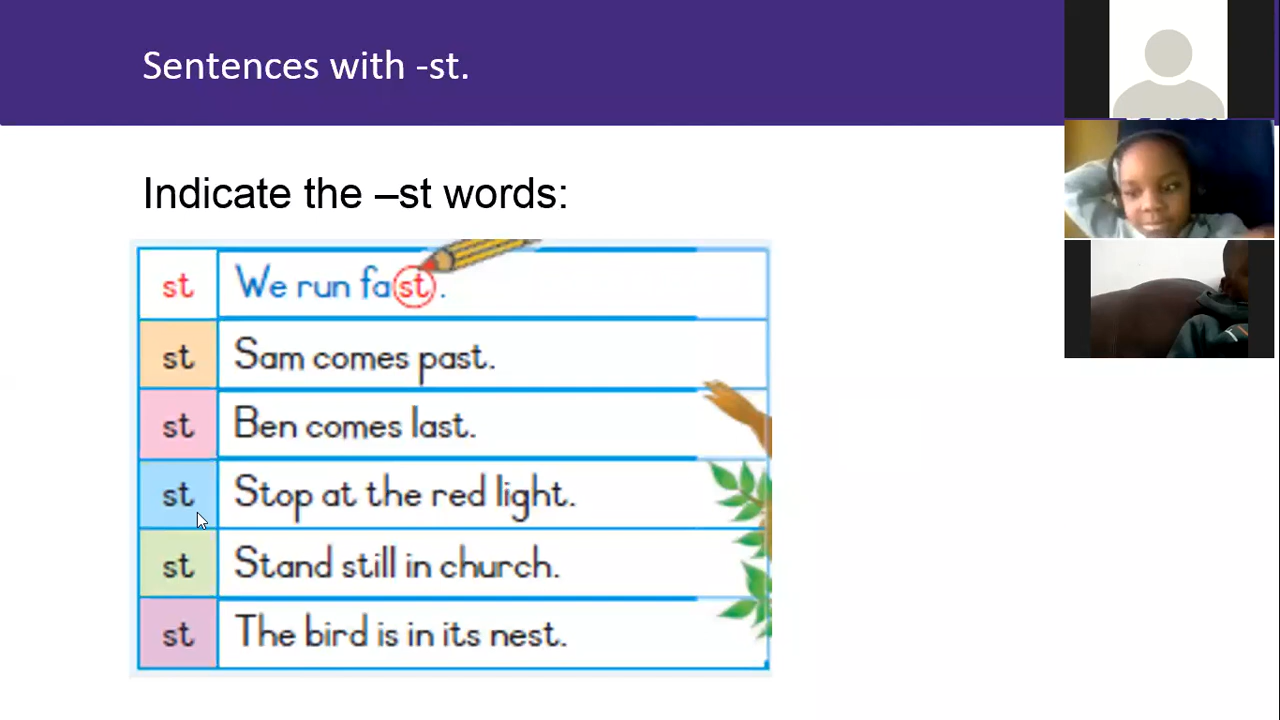 Sentences with -st.
Indicate the –st words:
st We run fast.
st Sam comes past.
st Ben comes last.
st Stop at the red light.
st Stand still in church.
st The bird is in its nest.